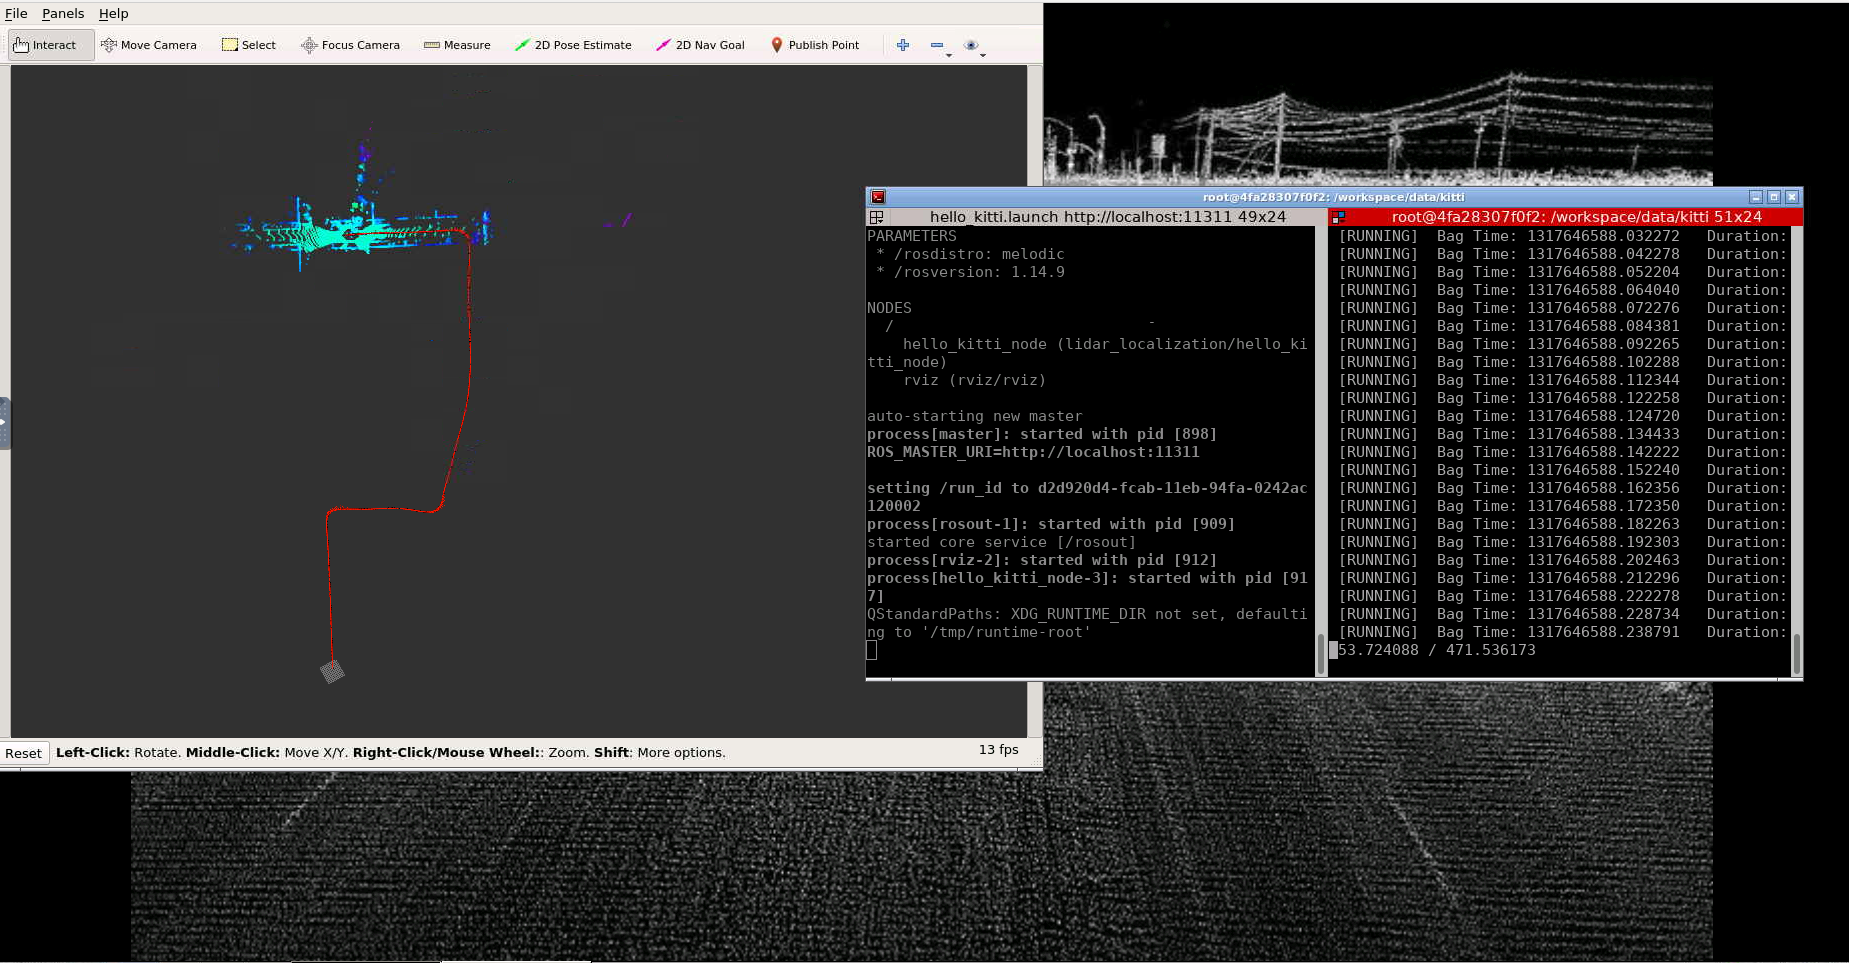 File Panels Help
Interact Move Camera Select Focus Camera Measure 2D Pose Estimate 2D Nav Goal Publish Point
Reset Left-Click: Rotate. Middle-Click: Move X/Y. Right-Click/Mouse Wheel:: Zoom. Shift: More options. 13 fps
root@4fa28307f0f2: /workspace/data/kitti
hello_kitti.launch http://localhost:11311 49x24
PARAMETERS
* /rosdistro: melodic
* /rosversion: 1.14.9
NODES
/
hello_kitti_node (lidar_localization/hello_ki
tti_node)
rviz (rviz/rviz)
auto-starting new master
process[master]: started with pid [898]
ROS_MASTER_URI=http://localhost:11311
setting /run_id to d2d920d4-fcab-11eb-94fa-0242ac
120002
process[rosout-1]: started with pid [909]
started core service [/rosout]
process[rviz-2]: started with pid [912]
process[hello_kitti_node-3]: started with pid [91
7]
QStandardPaths: XDG_RUNTIME_DIR not set, defaulti
ng to '/tmp/runtime-root'
root@4fa28307f0f2: /workspace/data/kitti 51x24
[RUNNING] Bag Time: 1317646588.032272 Duration:
[RUNNING] Bag Time: 1317646588.042278 Duration:
[RUNNING] Bag Time: 1317646588.052204 Duration:
[RUNNING] Bag Time: 1317646588.064040 Duration:
[RUNNING] Bag Time: 1317646588.072276 Duration:
[RUNNING] Bag Time: 1317646588.084381 Duration:
[RUNNING] Bag Time: 1317646588.092265 Duration:
[RUNNING] Bag Time: 1317646588.102288 Duration:
[RUNNING] Bag Time: 1317646588.112344 Duration:
[RUNNING] Bag Time: 1317646588.122258 Duration:
[RUNNING] Bag Time: 1317646588.124720 Duration:
[RUNNING] Bag Time: 1317646588.134433 Duration:
[RUNNING] Bag Time: 1317646588.142222 Duration:
[RUNNING] Bag Time: 1317646588.152240 Duration:
[RUNNING] Bag Time: 1317646588.162356 Duration:
[RUNNING] Bag Time: 1317646588.172350 Duration:
[RUNNING] Bag Time: 1317646588.182263 Duration:
[RUNNING] Bag Time: 1317646588.192303 Duration:
[RUNNING] Bag Time: 1317646588.202463 Duration:
[RUNNING] Bag Time: 1317646588.212296 Duration:
[RUNNING] Bag Time: 1317646588.222278 Duration:
[RUNNING] Bag Time: 1317646588.228734 Duration:
[RUNNING] Bag Time: 1317646588.238791 Duration:
53.724088 / 471.536173